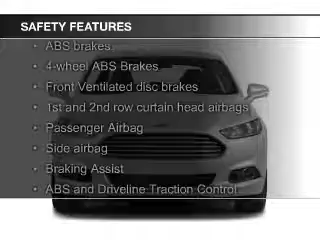 SAFETY FEATURES
• ABS brakes
• 4-wheel ABS Brakes
• Front Ventilated disc brakes
• 1st and 2nd row curtain head airbags
• Passenger Airbag
• Side airbag
• Braking Assist
• ABS and Driveline Traction Control